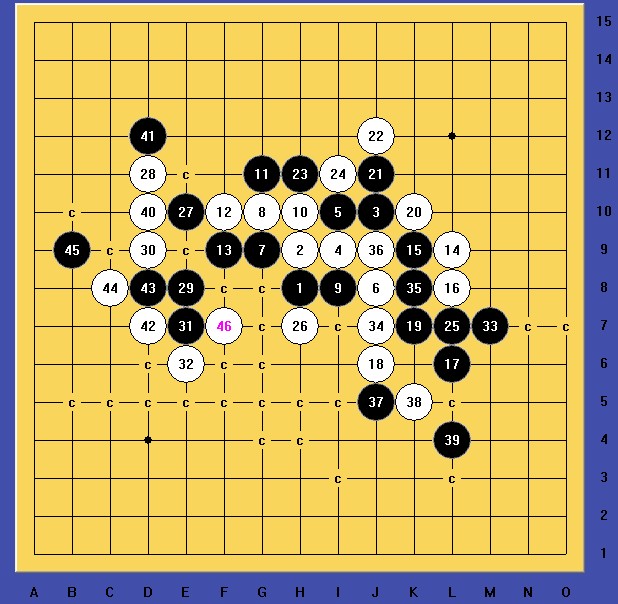 15
14
13
41 22 12
28 c 11 23 24 21 11
c 40 27 12 8 10 5 3 20 10
45 c 30 c 13 7 2 4 36 15 14 9
44 43 29 c c 1 9 6 35 16 8
42 31 46 c 26 c 34 19 25 33 c c 7
c 32 c c 18 17 6
c c c c c c c c 37 38 c 5
c c 39 4
c c 3
2
1
A B C D E F G H I J K L M N O